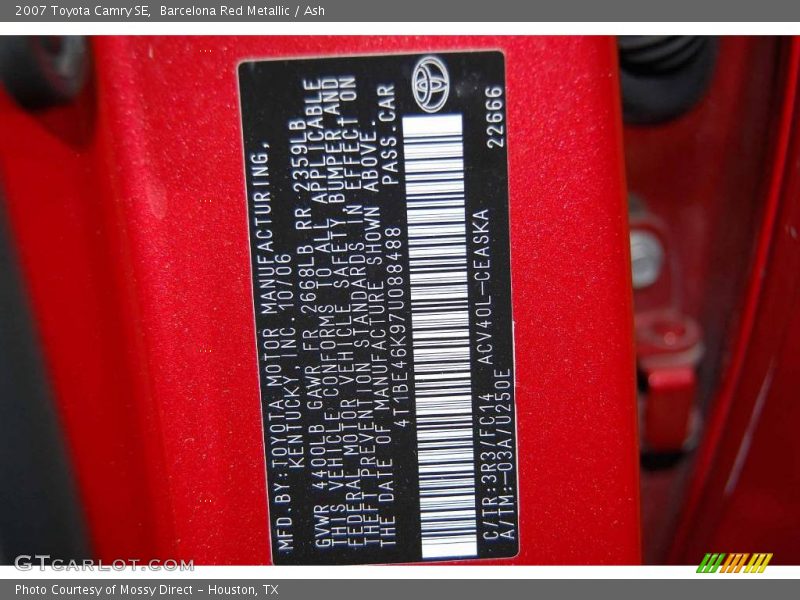 2007 Toyota Camry SE, Barcelona Red Metallic / Ash
MFD.BY:TOYOTA MOTOR MANUFACTURING,
KENTUCKY, INC. 10/06
GVWR 4400LB GAWR FR 2668LB RR 2359LB
THIS VEHICLE CONFORMS TO ALL APPLICABLE
FEDERAL MOTOR VEHICLE SAFETY BUMPER AND
THEFT PREVENTION STANDARDS IN EFFECT ON
THE DATE OF MANUFACTURE SHOWN ABOVE.
4T1BE46K97U088488 PASS.CAR
C/TR:3R3/FC14 ACV40L-CEASKA
A/TM:-03A/U250E
22666
GTCarLot.com
Photo Courtesy of Mossy Direct - Houston, TX